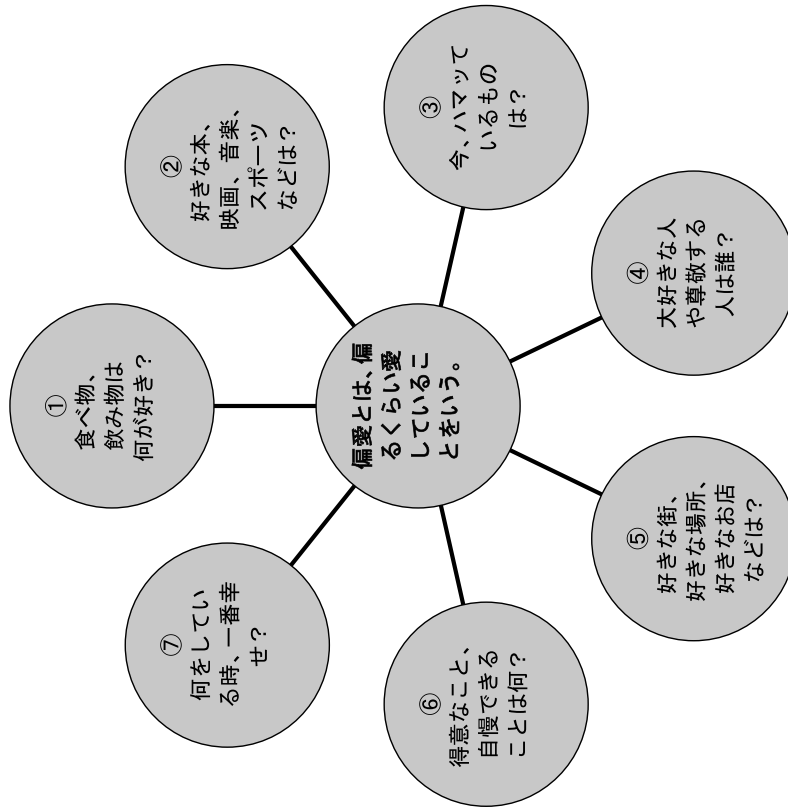 偏愛とは、偏
るくらい愛
しているこ
とをいう。
①
食べ物、
飲み物は
何が好き？
②
好きな本、
映画、音楽、
スポーツ
などは？
③
今、ハマッて
いるもの
は？
④
大好きな人
や尊敬する
人は誰？
⑤
好きな街、
好きな場所、
好きなお店
などは？
⑥
得意なこと、
自慢できる
ことは何？
⑦
何をしてい
る時、一番幸
せ？